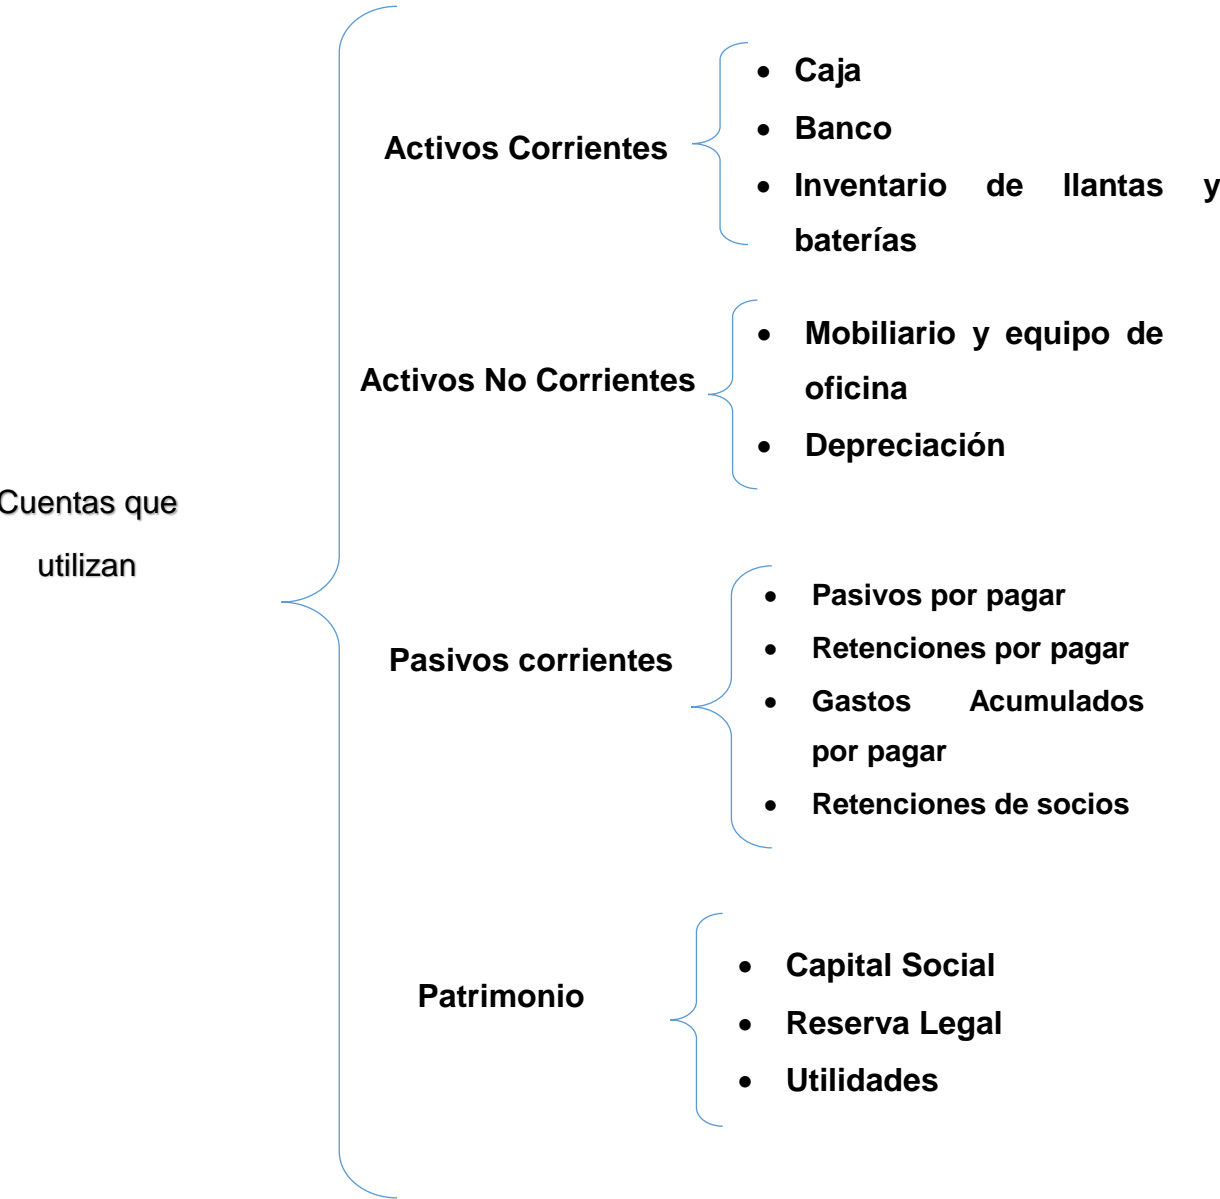 Cuentas que
utilizan
Activos Corrientes
• Caja
• Banco
• Inventario de llantas y
baterías
Activos No Corrientes
• Mobiliario y equipo de
oficina
• Depreciación
Pasivos corrientes
• Pasivos por pagar
• Retenciones por pagar
• Gastos Acumulados
por pagar
• Retenciones de socios
Patrimonio
• Capital Social
• Reserva Legal
• Utilidades